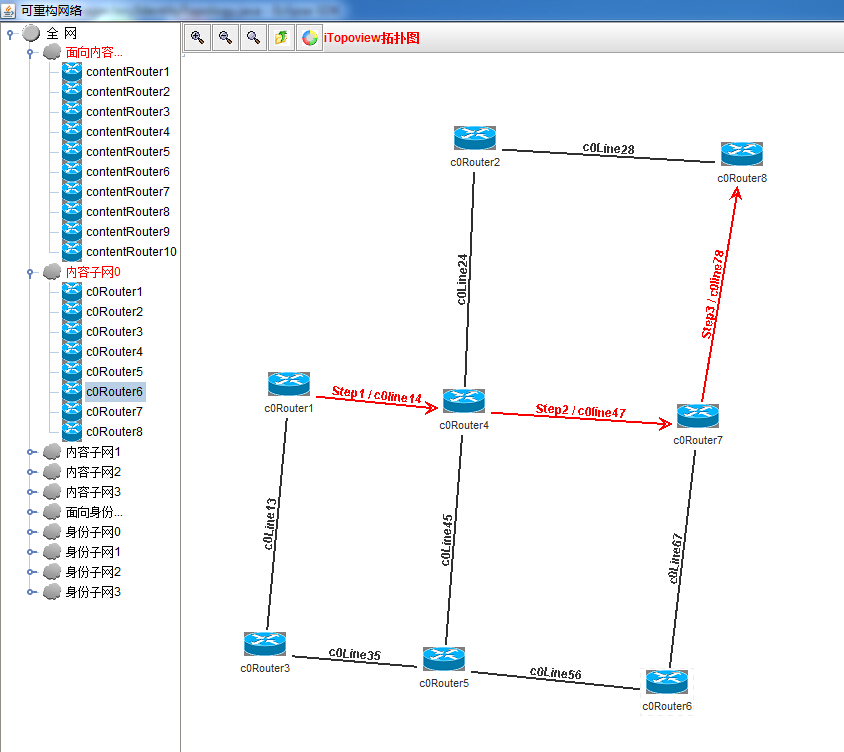 可重构网络
全 网
面向内容...
contentRouter1
contentRouter2
contentRouter3
contentRouter4
contentRouter5
contentRouter6
contentRouter7
contentRouter8
contentRouter9
contentRouter10
内容子网0
c0Router1
c0Router2
c0Router3
c0Router4
c0Router5
c0Router6
c0Router7
c0Router8
内容子网1
内容子网2
内容子网3
面向身份...
身份子网0
身份子网1
身份子网2
身份子网3
iTopoview拓扑图
c0Router2
c0Line28
c0Router8
c0Line24
Step3 / c0line78
c0Router1
Step1 / c0line14
c0Router4
Step2 / c0line47
c0Router7
c0Line13
c0Line45
c0Line67
c0Router3
c0Line35
c0Router5
c0Line56
c0Router6